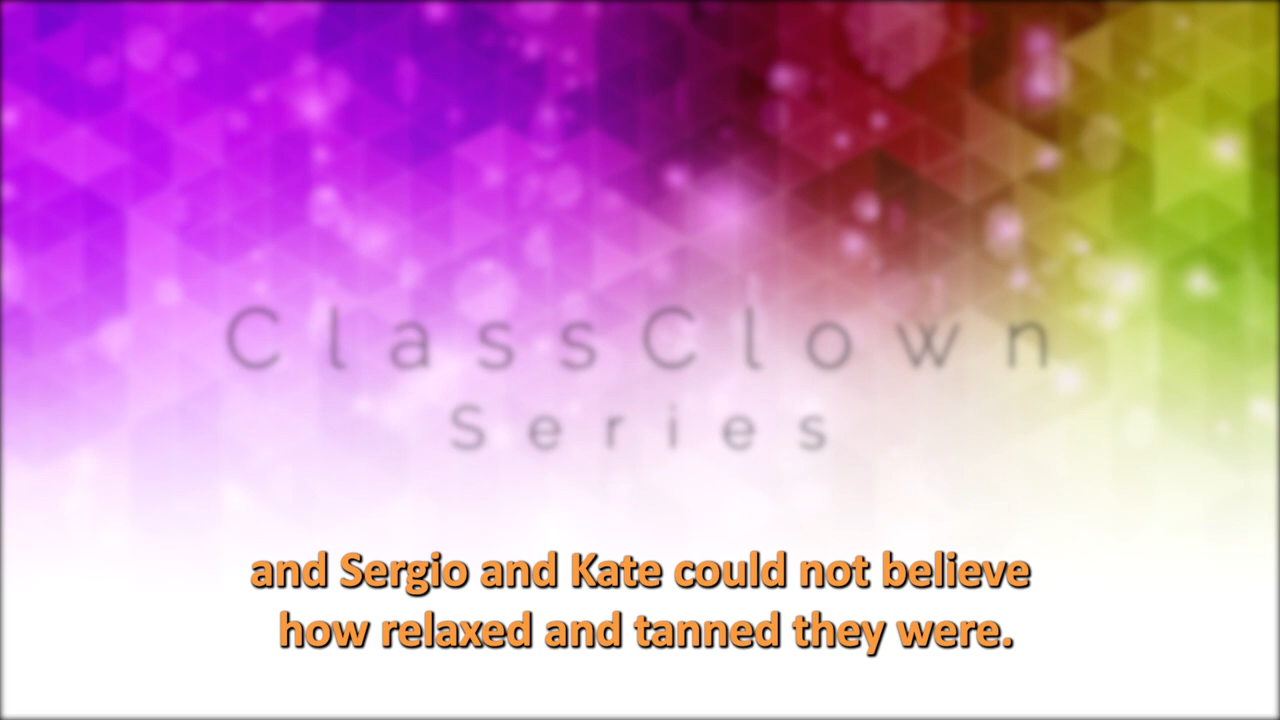 ClassClown
Series
and Sergio and Kate could not believe
how relaxed and tanned they were.